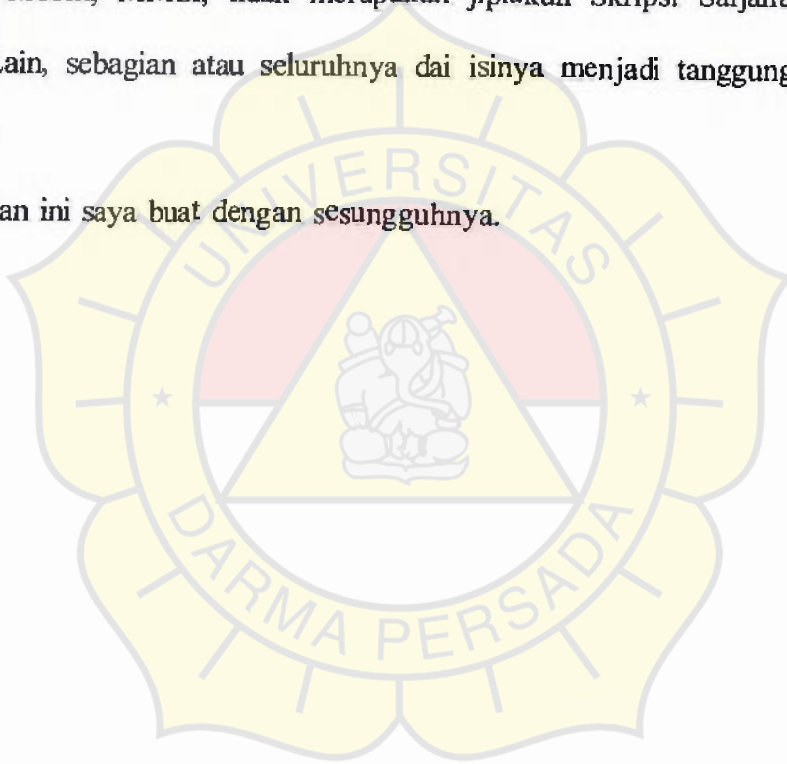 tidak merupakan jiplakan Skripsi Sarjana
Lain, sebagian atau seluruhnya dai isinya menjadi tanggung
an ini saya buat dengan sesungguhnya.
UNIVERSITAS
DARMA PERSADA